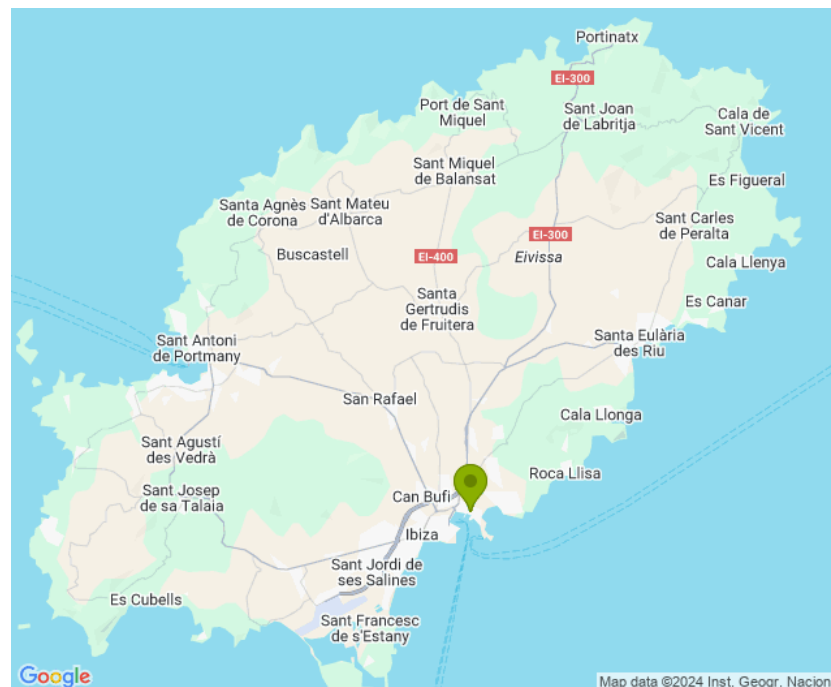 Portinatx
EI-300
Port de Sant
Miquel
Sant Joan
de Labritja
Cala de
Sant Vicent
Sant Miquel
de Balansat
Es Figueral
Santa Agnès
de Corona
Sant Mateu
d'Albarca
Sant Carles
de Peralta
EI-300
Buscastell
EI-400
Eivissa
Cala Llenya
Santa
Gertrudis
de Fruitera
Es Canar
Sant Antoni
de Portmany
Santa Eulària
des Riu
San Rafael
Cala Llonga
Sant Agustí
des Vedrà
Roca Llisa
Sant Josep
de sa Talaia
Can Bufí
Ibiza
Sant Jordi de
ses Salines
Es Cubells
Sant Francesc
de s'Estany
Google
Map data ©2024 Inst. Geogr. Nacion